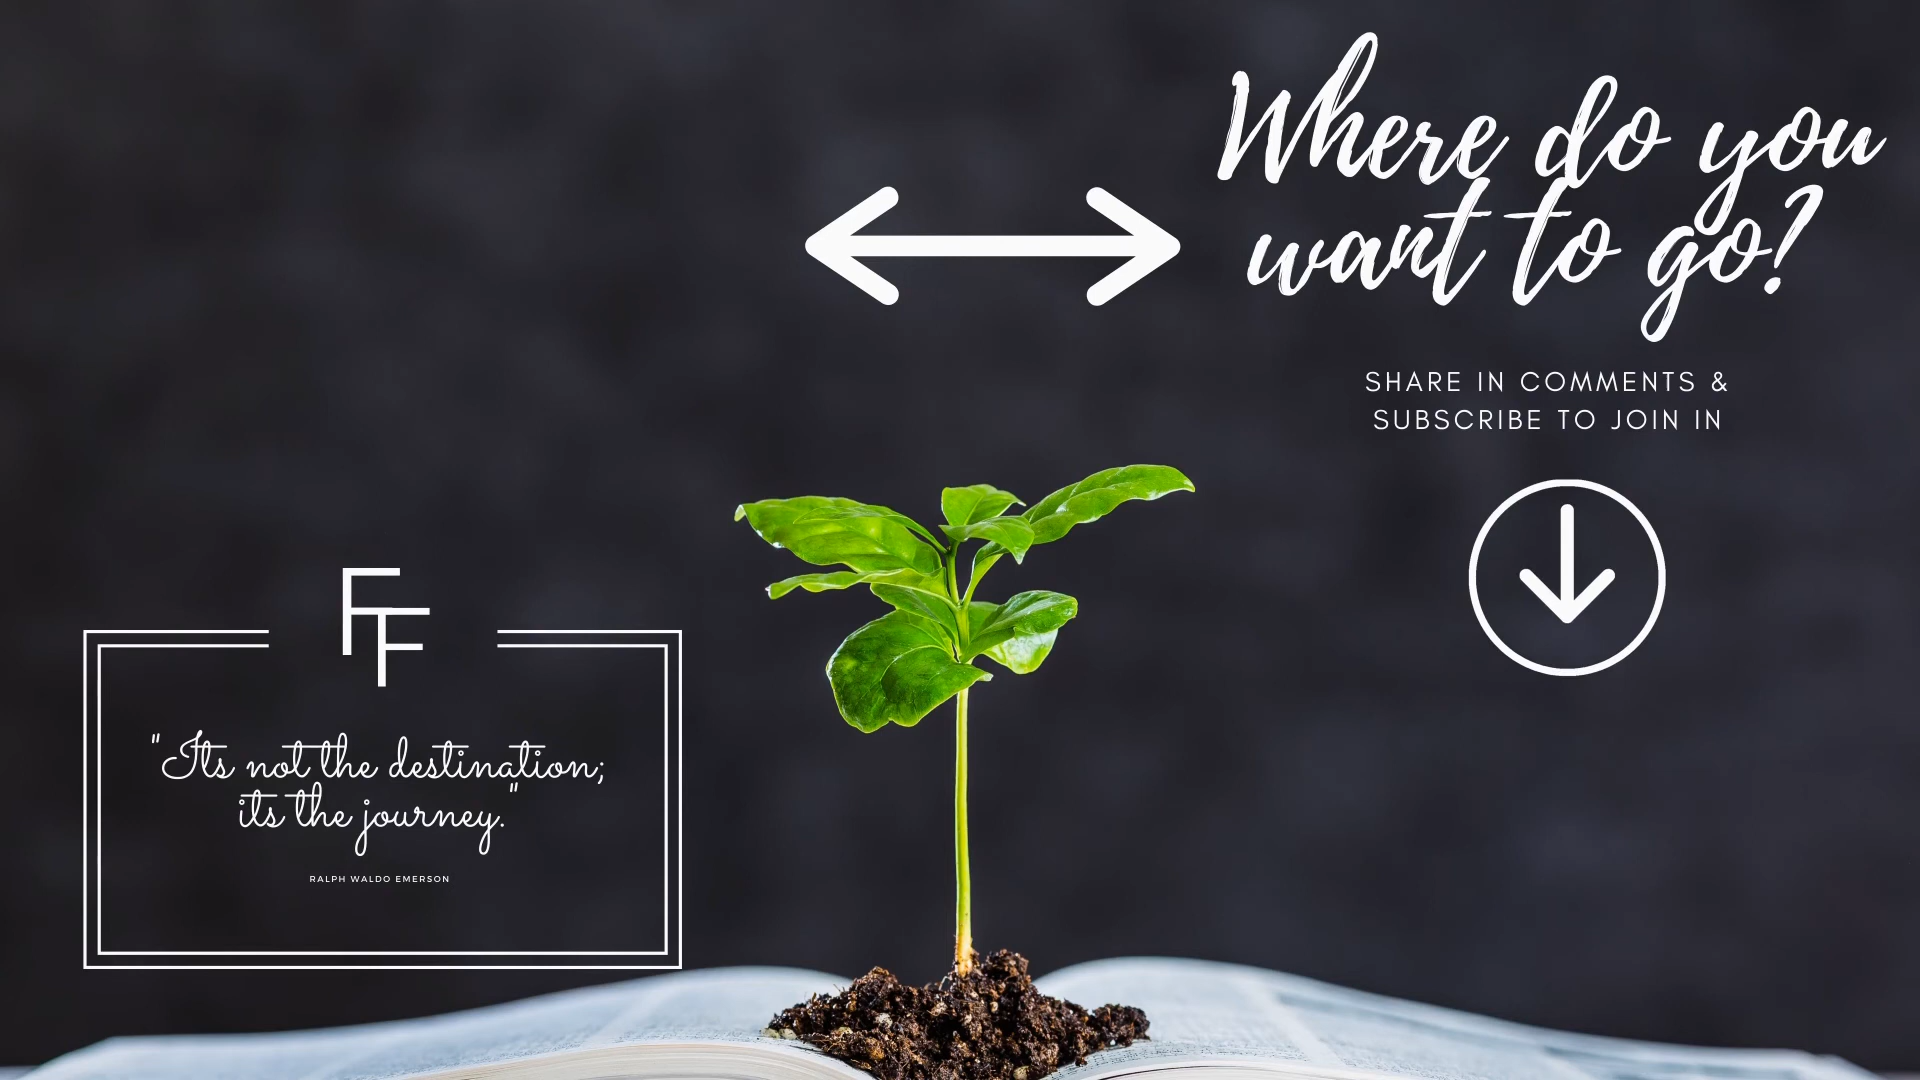 Where do you
want to go?
SHARE IN COMMENTS &
SUBSCRIBE TO JOIN IN
FF
"Its not the destination;
its the journey."
RALPH WALDO EMERSON